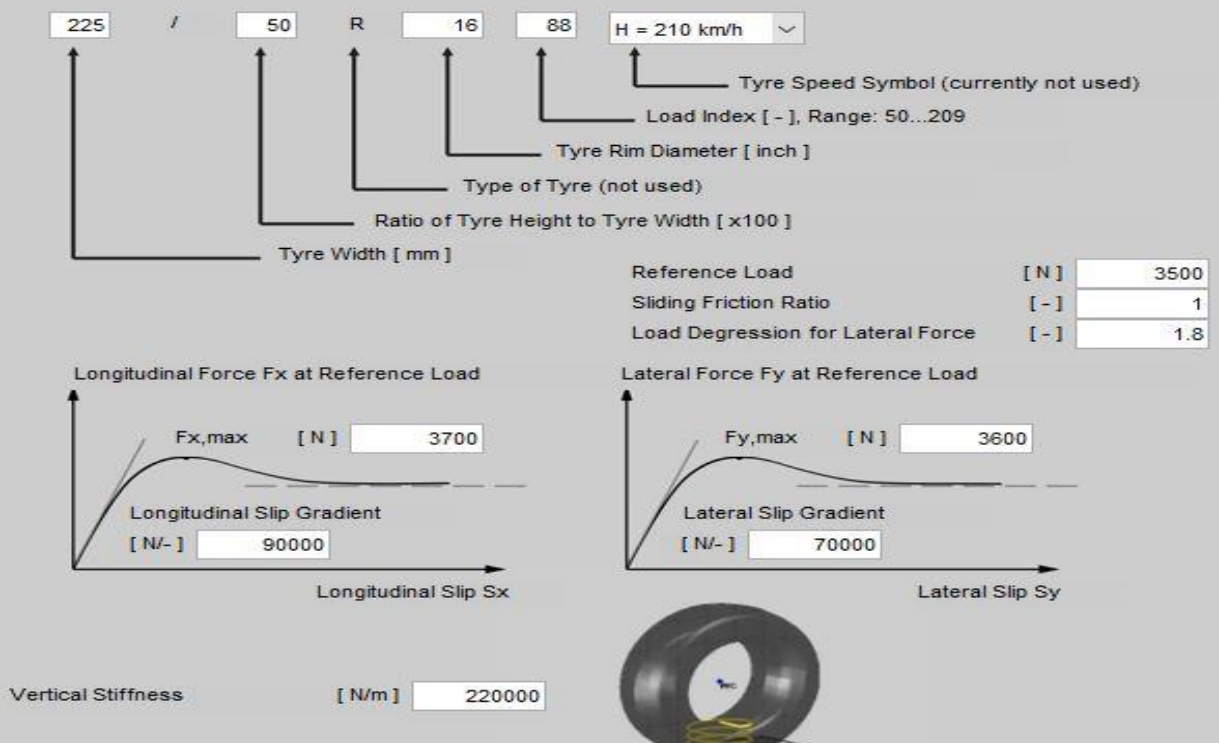 225 / 50 R 16 88 H = 210 km/h
Tyre Speed Symbol (currently not used)
Load Index [ - ], Range: 50...209
Tyre Rim Diameter [ inch ]
Type of Tyre (not used)
Ratio of Tyre Height to Tyre Width [ x100 ]
Tyre Width [ mm ]
Reference Load [ N ] 3500
Sliding Friction Ratio [ - ] 1
Load Degression for Lateral Force [ - ] 1.8
Longitudinal Force Fx at Reference Load
Fx,max [ N ] 3700
Longitudinal Slip Gradient
[ N/- ] 90000
Longitudinal Slip Sx
Lateral Force Fy at Reference Load
Fy,max [ N ] 3600
Lateral Slip Gradient
[ N/- ] 70000
Lateral Slip Sy
Vertical Stiffness [ N/m ] 220000